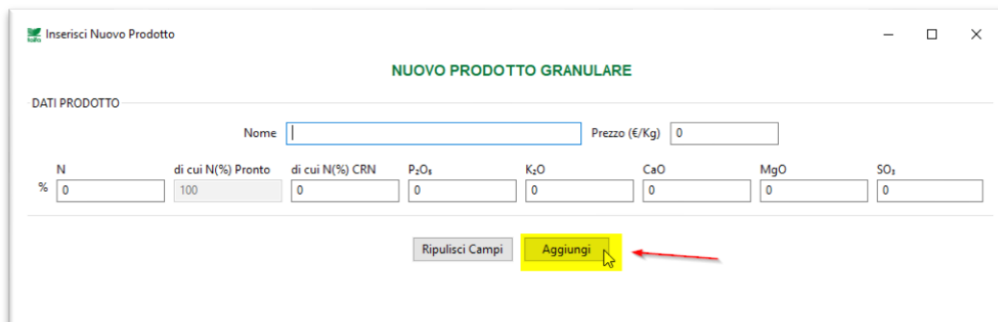 Inserisci Nuovo Prodotto
NUOVO PRODOTTO GRANULARE
DATI PRODOTTO
Nome
Prezzo (€/Kg) 0
N di cui N(%) Pronto di cui N(%) CRN P₂O₅ K₂O CaO MgO SO₃
% 0 100 0 0 0 0 0 0
Ripulisci Campi Aggiungi